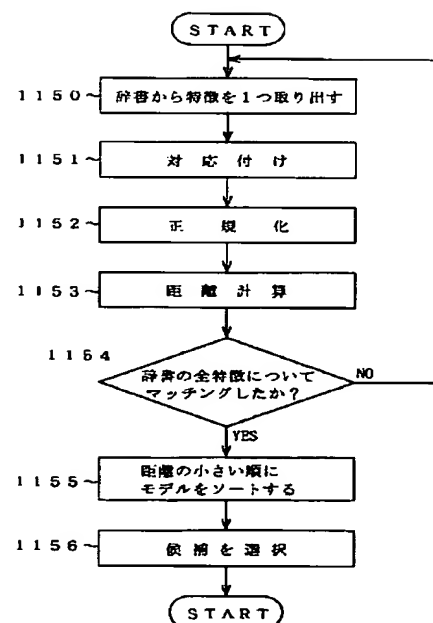 START
1150~ 辞書から特徴を1つ取り出す
1151~ 対応付け
1152~ 正規化
1153~ 距離計算
1154
辞書の全特徴について
マッチングしたか?
NO
YES
1155~ 距離の小さい順に
モデルをソートする
1156~ 候補を選択
START